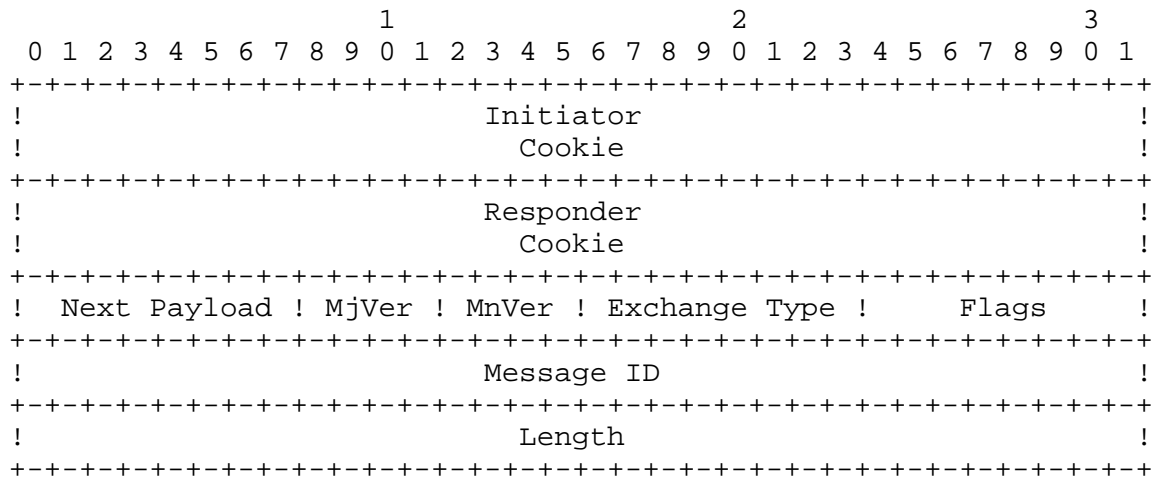 1                   2                   3
 0 1 2 3 4 5 6 7 8 9 0 1 2 3 4 5 6 7 8 9 0 1 2 3 4 5 6 7 8 9 0 1
+-+-+-+-+-+-+-+-+-+-+-+-+-+-+-+-+-+-+-+-+-+-+-+-+-+-+-+-+-+-+-+-+
!                          Initiator                            !
!                            Cookie                             !
+-+-+-+-+-+-+-+-+-+-+-+-+-+-+-+-+-+-+-+-+-+-+-+-+-+-+-+-+-+-+-+-+
!                          Responder                            !
!                            Cookie                             !
+-+-+-+-+-+-+-+-+-+-+-+-+-+-+-+-+-+-+-+-+-+-+-+-+-+-+-+-+-+-+-+-+
!  Next Payload ! MjVer ! MnVer ! Exchange Type !     Flags     !
+-+-+-+-+-+-+-+-+-+-+-+-+-+-+-+-+-+-+-+-+-+-+-+-+-+-+-+-+-+-+-+-+
!                          Message ID                           !
+-+-+-+-+-+-+-+-+-+-+-+-+-+-+-+-+-+-+-+-+-+-+-+-+-+-+-+-+-+-+-+-+
!                            Length                             !
+-+-+-+-+-+-+-+-+-+-+-+-+-+-+-+-+-+-+-+-+-+-+-+-+-+-+-+-+-+-+-+-+